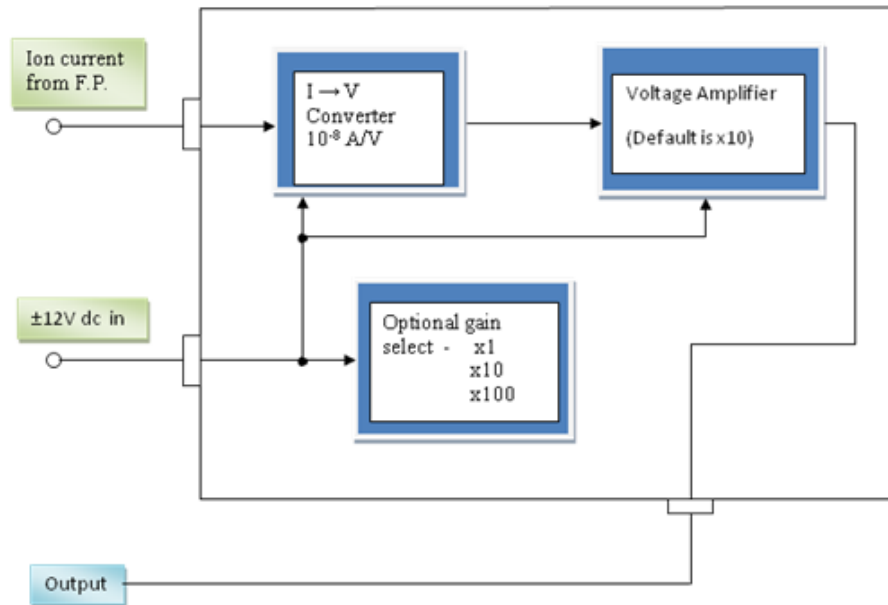 Ion current
from F.P.
I → V
Converter
10⁻⁸ A/V
Voltage Amplifier
(Default is x10)
±12V dc in
Optional gain
select - x1
x10
x100
Output